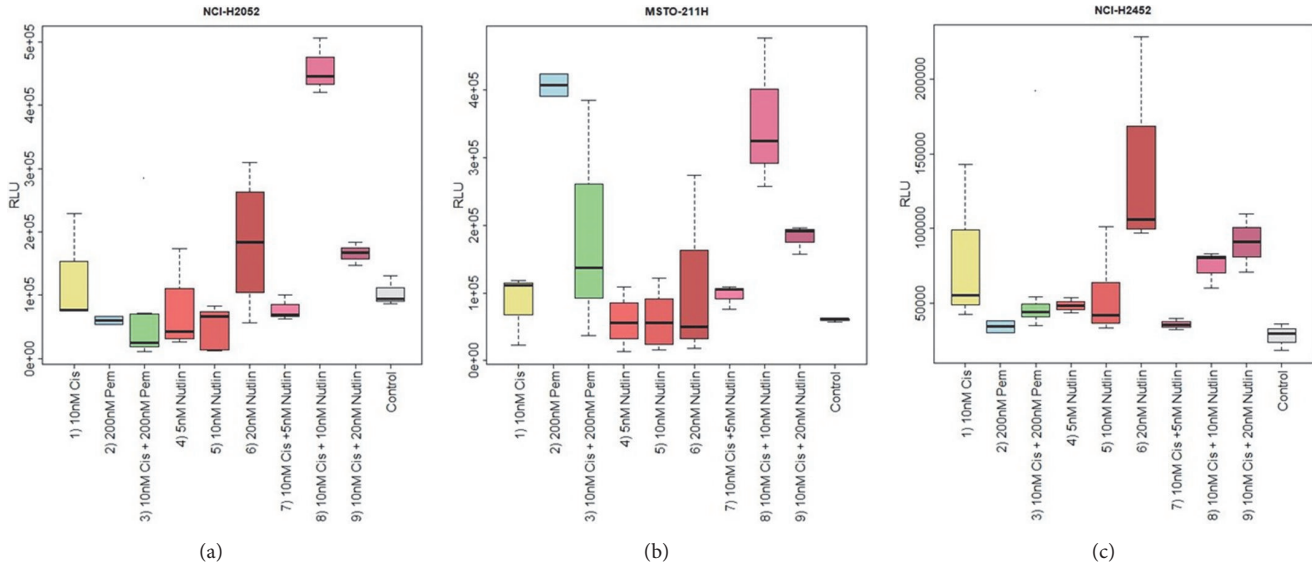 NCI-H2052
RLU
5e+05
4e+05
3e+05
2e+05
1e+05
0e+00
1) 10nM Cis
2) 200nM Pem
3) 10nM Cis + 200nM Pem
4) 5nM Nutlin
5) 10nM Nutlin
6) 20nM Nutlin
7) 10nM Cis +5nM Nutlin
8) 10nM Cis + 10nM Nutlin
9) 10nM Cis + 20nM Nutlin
Control
(a)
MSTO-211H
RLU
4e+05
3e+05
2e+05
1e+05
0e+00
1) 10nM Cis
2) 200nM Pem
3) 10nM Cis + 200nM Pem
4) 5nM Nutlin
5) 10nM Nutlin
6) 20nM Nutlin
7) 10nM Cis +5nM Nutlin
8) 10nM Cis + 10nM Nutlin
9) 10nM Cis + 20nM Nutlin
Control
(b)
NCI-H2452
RLU
200000
150000
100000
50000
1) 10nM Cis
2) 200nM Pem
3) 10nM Cis + 200nM Pem
4) 5nM Nutlin
5) 10nM Nutlin
6) 20nM Nutlin
7) 10nM Cis +5nM Nutlin
8) 10nM Cis + 10nM Nutlin
9) 10nM Cis + 20nM Nutlin
Control
(c)